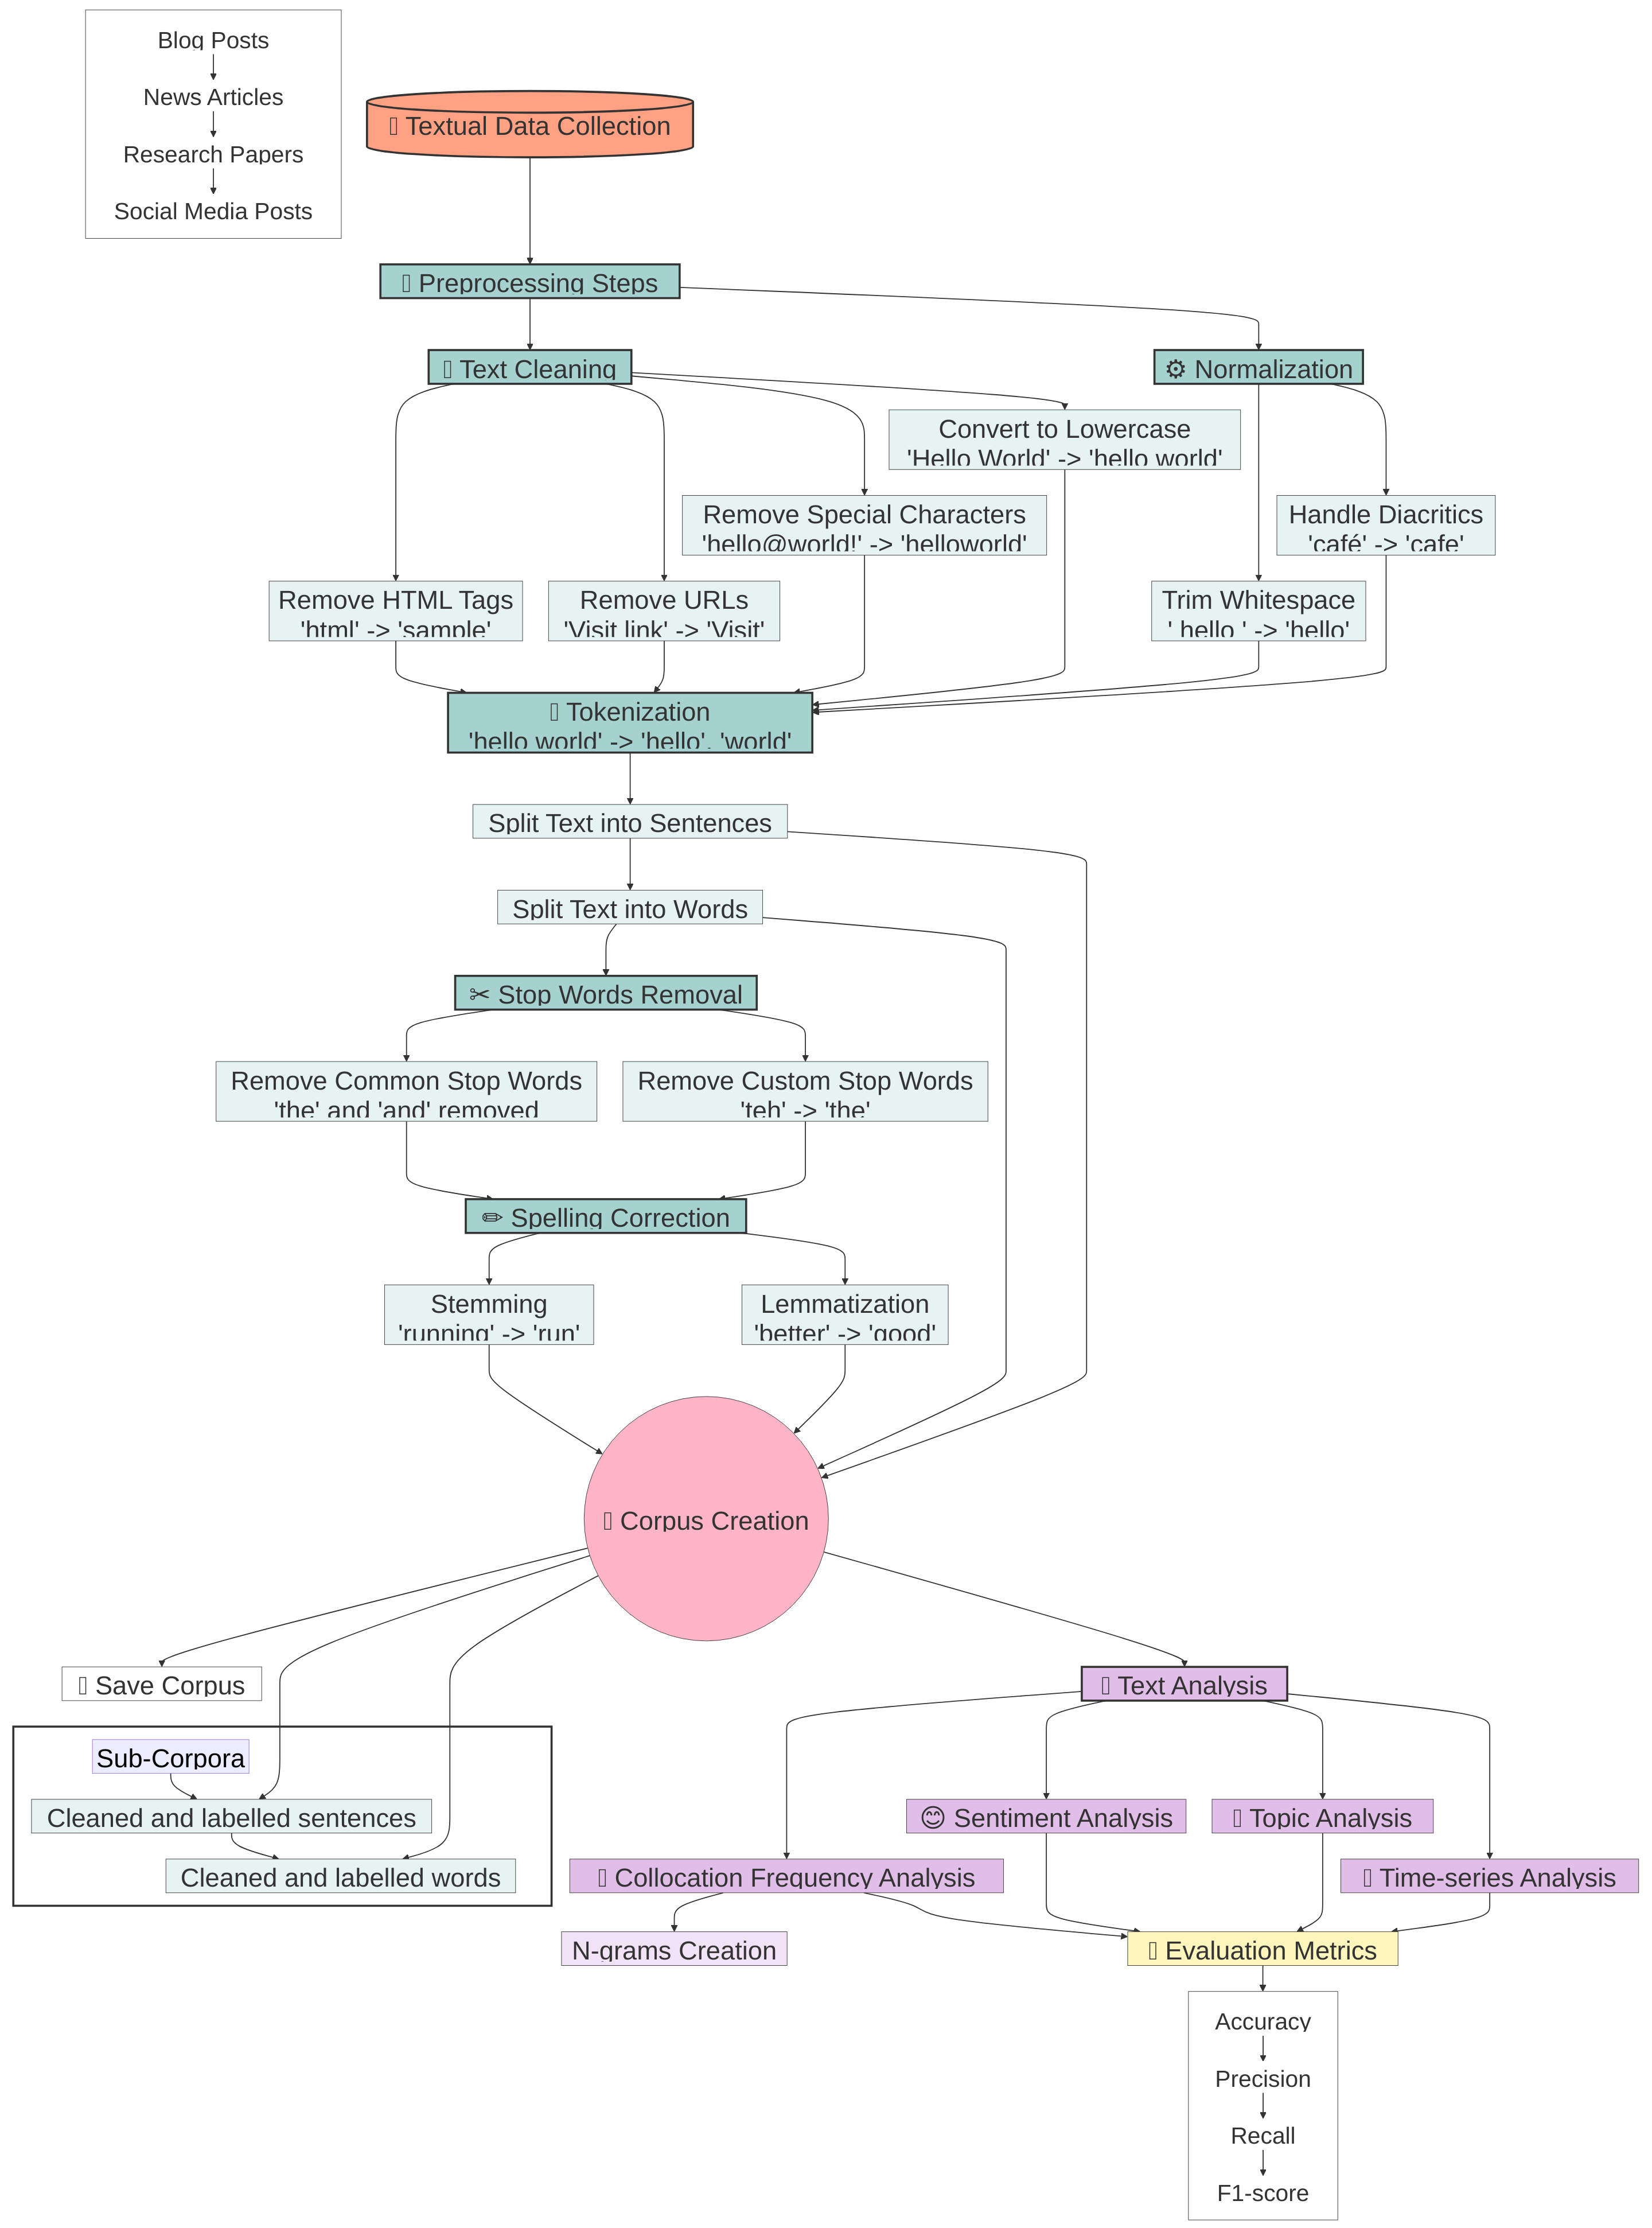 Blog Posts
News Articles
Research Papers
Social Media Posts
Textual Data Collection
Preprocessing Steps
Text Cleaning
⚙ Normalization
Convert to Lowercase
'Hello World' -> 'hello world'
Remove Special Characters
'hello@world!' -> 'helloworld'
Handle Diacritics
'café' -> 'cafe'
Remove HTML Tags
'html' -> 'sample'
Remove URLs
'Visit link' -> 'Visit'
Trim Whitespace
' hello ' -> 'hello'
Tokenization
'hello world' -> 'hello', 'world'
Split Text into Sentences
Split Text into Words
✂ Stop Words Removal
Remove Common Stop Words
'the' and 'and' removed
Remove Custom Stop Words
'teh' -> 'the'
✏ Spelling Correction
Stemming
'running' -> 'run'
Lemmatization
'better' -> 'good'
Corpus Creation
Save Corpus
Text Analysis
Sub-Corpora
Cleaned and labelled sentences
Cleaned and labelled words
😊 Sentiment Analysis
Topic Analysis
Collocation Frequency Analysis
Time-series Analysis
N-grams Creation
Evaluation Metrics
Accuracy
Precision
Recall
F1-score